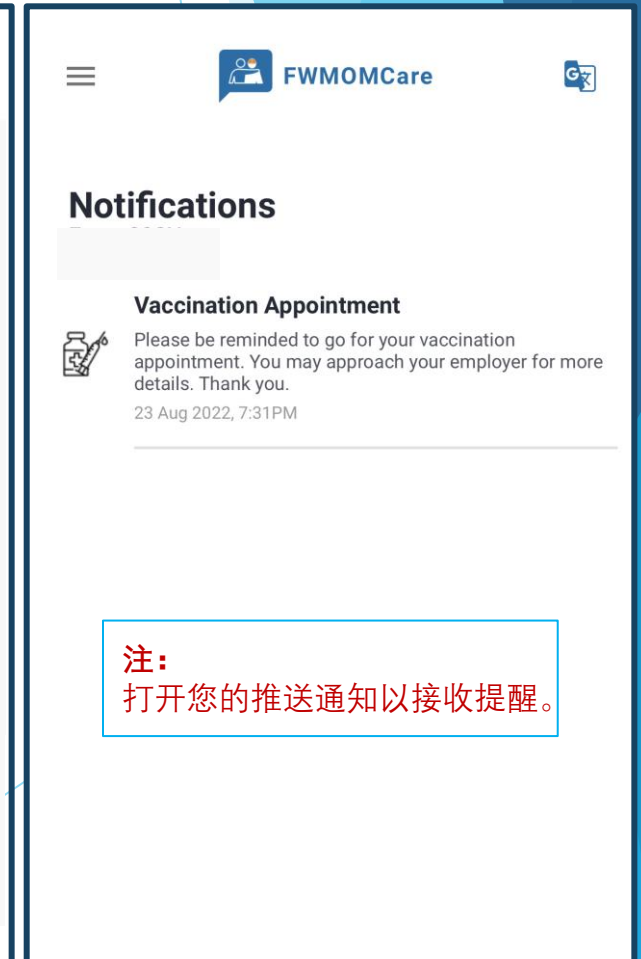 FWMOMCare
Notifications
Vaccination Appointment
Please be reminded to go for your vaccination
appointment. You may approach your employer for more
details. Thank you.
23 Aug 2022, 7:31PM
注：
打开您的推送通知以接收提醒。